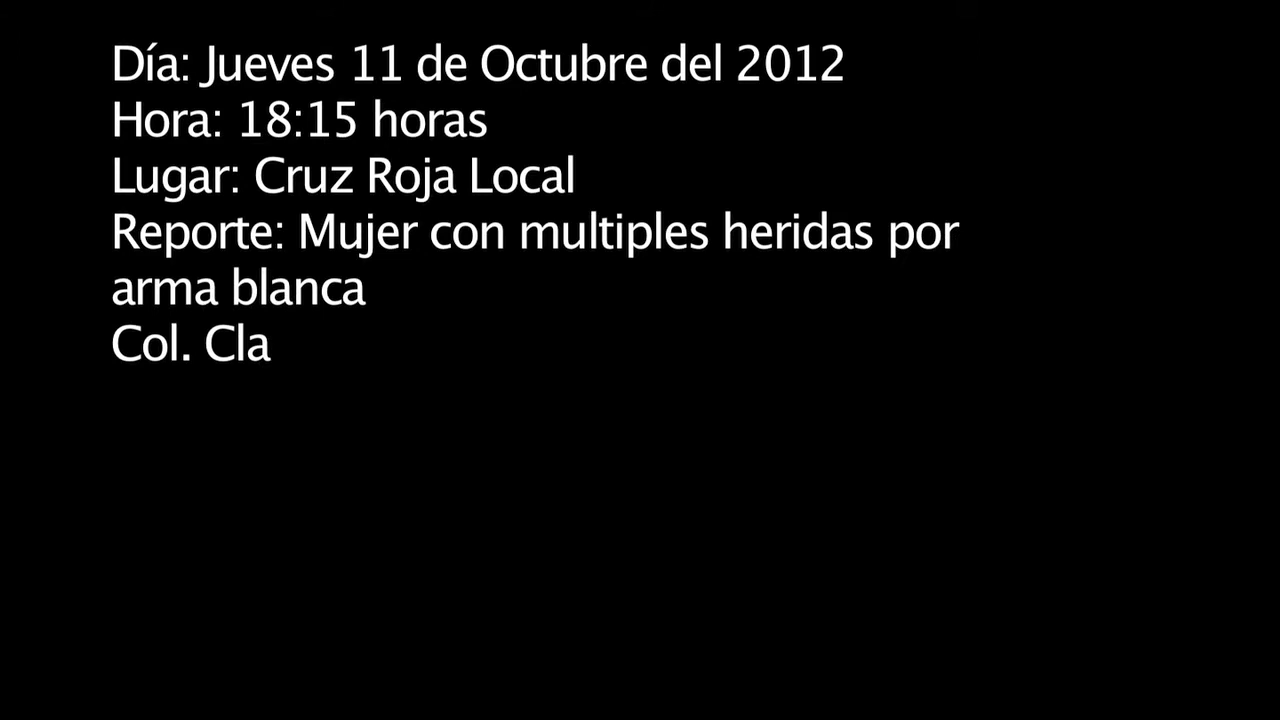 Día: Jueves 11 de Octubre del 2012
Hora: 18:15 horas
Lugar: Cruz Roja Local
Reporte: Mujer con multiples heridas por
arma blanca
Col. Cla